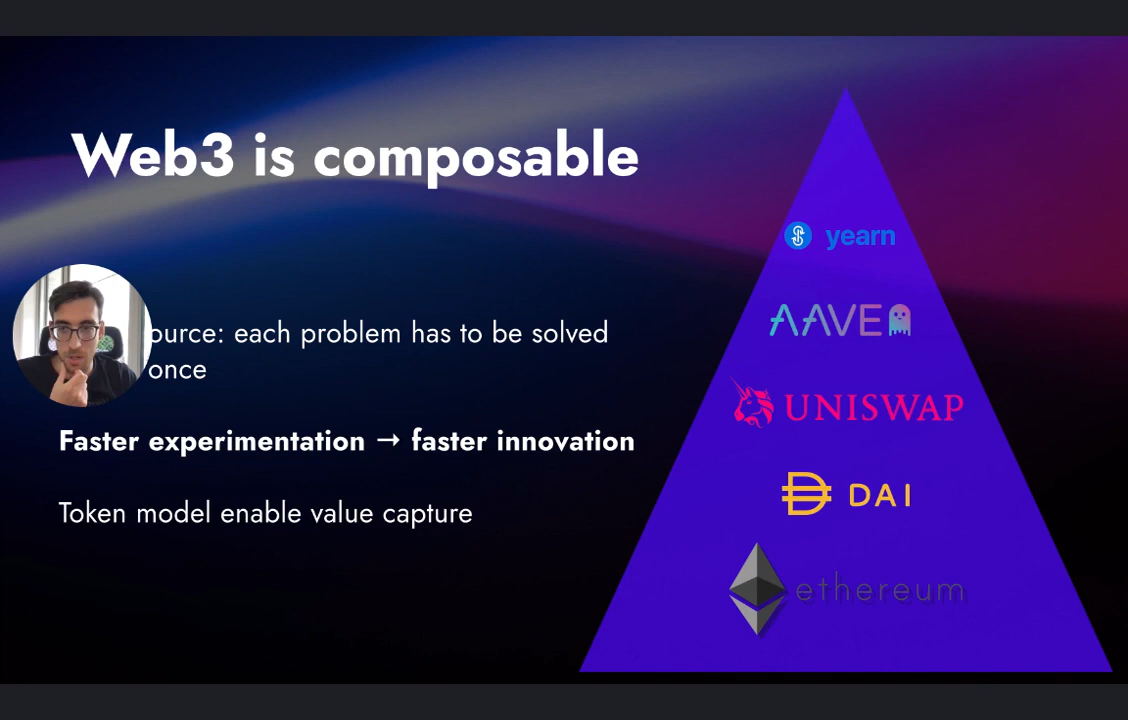 Web3 is composable
ource: each problem has to be solved
once
Faster experimentation → faster innovation
Token model enable value capture
yearn
AAVE
UNISWAP
DAI
ethereum